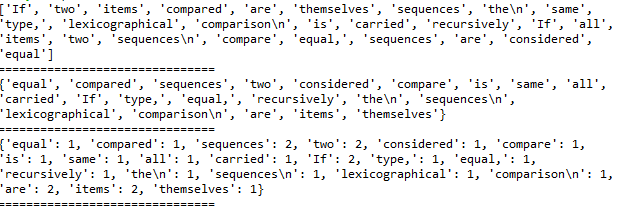 ['If', 'two', 'items', 'compared', 'are', 'themselves', 'sequences', 'the\n', 'same',
'type,', 'lexicographical', 'comparison\n', 'is', 'carried', 'recursively', 'If', 'all',
'items', 'two', 'sequences\n', 'compare', 'equal,', 'sequences', 'are', 'considered',
'equal']
===============================
{'equal', 'compared', 'sequences', 'two', 'considered', 'compare', 'is', 'same', 'all',
'carried', 'If', 'type,', 'equal,', 'recursively', 'the\n', 'sequences\n',
'lexicographical', 'comparison\n', 'are', 'items', 'themselves'}
===============================
{'equal': 1, 'compared': 1, 'sequences': 2, 'two': 2, 'considered': 1, 'compare': 1,
'is': 1, 'same': 1, 'all': 1, 'carried': 1, 'If': 2, 'type,': 1, 'equal,': 1,
'recursively': 1, 'the\n': 1, 'sequences\n': 1, 'lexicographical': 1, 'comparison\n': 1,
'are': 2, 'items': 2, 'themselves': 1}
===============================